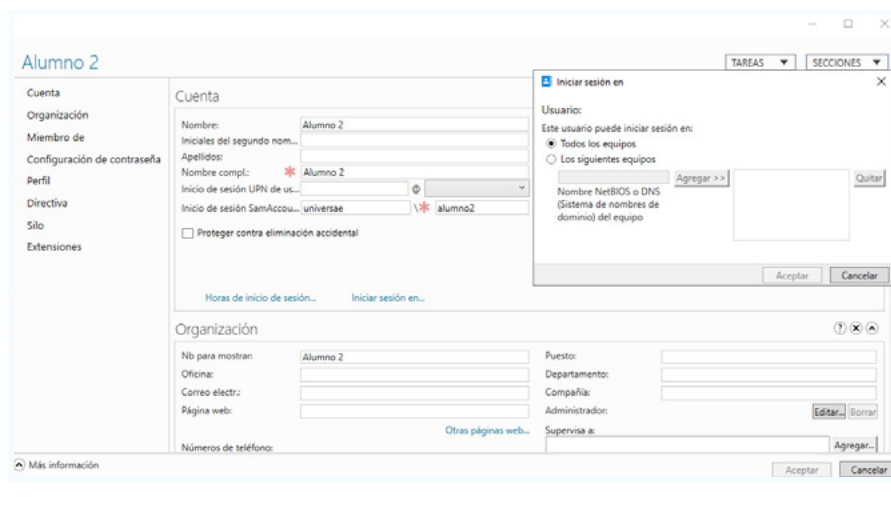 Alumno 2
TAREAS
SECCIONES
Cuenta
Organización
Miembro de
Configuración de contraseña
Perfil
Directiva
Silo
Extensiones
Cuenta
Nombre: Alumno 2
Iniciales del segundo nom...
Apellidos:
Nombre compl.: * Alumno 2
Inicio de sesión UPN de us... @
Inicio de sesión SamAccou... universae \ * alumno2
Proteger contra eliminación accidental
Horas de inicio de sesión... Iniciar sesión en...
Iniciar sesión en
Usuario:
Este usuario puede iniciar sesión en:
Todos los equipos
Los siguientes equipos
Agregar >>
Quitar
Nombre NetBIOS o DNS
(Sistema de nombres de
dominio) del equipo
Aceptar Cancelar
Organización
Nb para mostrar: Alumno 2
Oficina:
Correo electr.:
Página web:
Otras páginas web...
Números de teléfono:
Puesto:
Departamento:
Compañía:
Administrador: Editar... Borrar
Supervisa a:
Agregar...
Más información
Aceptar Cancelar